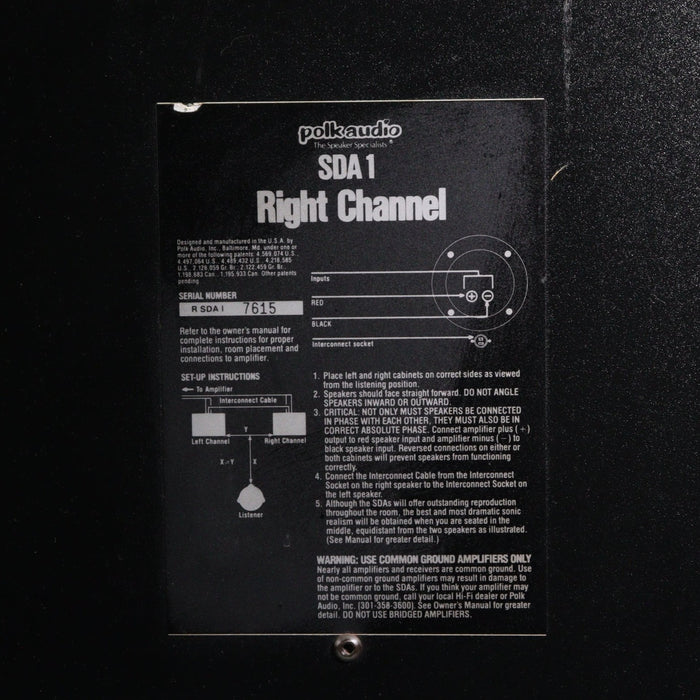 polkaudio
The Speaker Specialists ®
SDA 1
Right Channel
Designed and manufactured in the U.S.A. by
Polk Audio, Inc., Baltimore, Md. under one or
more of the following patents: 4,569,074 U.S.,
4,497,064 U.S., 4,489,432 U.S., 4,218,585
U.S., 2,128,059 Gr. Br., 2,122,459 Gr. Br.,
1,198,683 Can., 1,195,933 Can. Other patents
pending.
SERIAL NUMBER
R SDA I 7615
Refer to the owner's manual for
complete instructions for proper
installation, room placement and
connections to amplifier.
Inputs
RED
BLACK
Interconnect socket
+ −
SET-UP INSTRUCTIONS
← To Amplifier
Interconnect Cable
Left Channel
Y
Right Channel
X
Listener
1. Place left and right cabinets on correct sides as viewed
from the listening position.
2. Speakers should face straight forward. DO NOT ANGLE
SPEAKERS INWARD OR OUTWARD.
3. CRITICAL: NOT ONLY MUST SPEAKERS BE CONNECTED
IN PHASE WITH EACH OTHER, THEY MUST ALSO BE IN
CORRECT ABSOLUTE PHASE. Connect amplifier plus (+)
output to red speaker input and amplifier minus (−) to
black speaker input. Reversed connections on either or
both cabinets will prevent speakers from functioning
correctly.
4. Connect the Interconnect Cable from the Interconnect
Socket on the right speaker to the Interconnect Socket on
the left speaker.
5. Although the SDAs will offer outstanding reproduction
throughout the room, the best and most dramatic sonic
realism will be obtained when you are seated in the
middle, equidistant from the two speakers as illustrated.
(See Manual for greater detail.)
WARNING: USE COMMON GROUND AMPLIFIERS ONLY
Nearly all amplifiers and receivers are common ground. Use
of non-common ground amplifiers may result in damage to
the amplifier or to the SDAs. If you think your amplifier may
not be common ground, call your local Hi-Fi dealer or Polk
Audio, Inc. (301-358-3600). See Owner's Manual for greater
detail. DO NOT USE BRIDGED AMPLIFIERS.